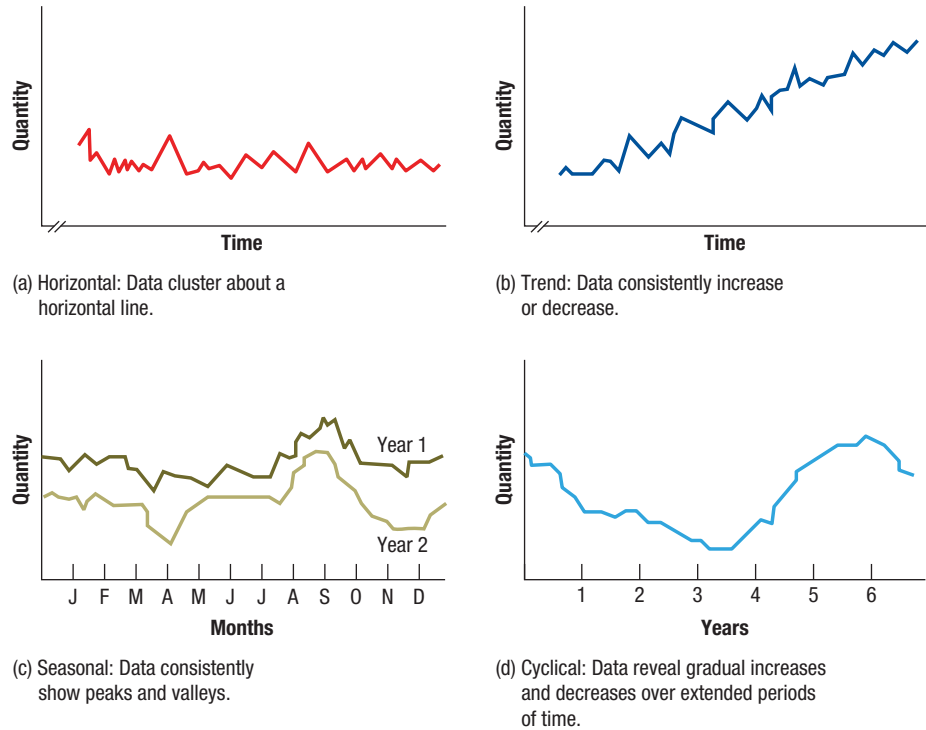 Quantity
Time
(a) Horizontal: Data cluster about a
horizontal line.
Quantity
Time
(b) Trend: Data consistently increase
or decrease.
Quantity
Year 1
Year 2
J F M A M J J A S O N D
Months
(c) Seasonal: Data consistently
show peaks and valleys.
Quantity
1 2 3 4 5 6
Years
(d) Cyclical: Data reveal gradual increases
and decreases over extended periods
of time.